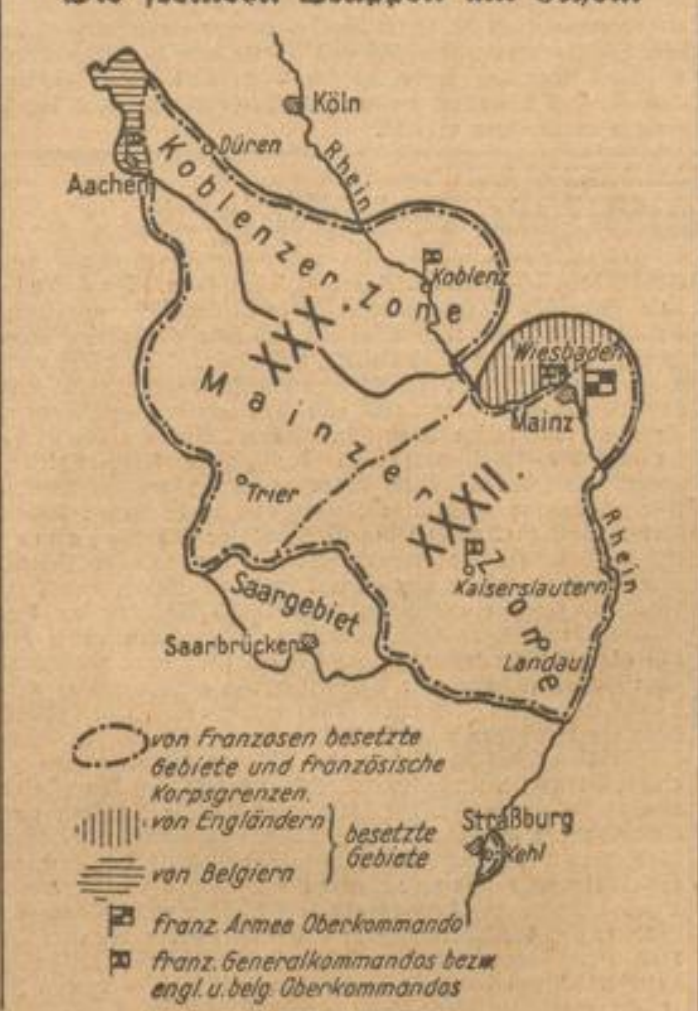 Köln
Düren
Rhein
Aachen
Koblenzer Zone
Koblenz
XXX.
Wiesbaden
Mainz
Mainzer Zone
XXXII.
Trier
Rhein
Kaiserslautern
Saargebiet
Saarbrücken
Landau
von Franzosen besetzte
Gebiete und französische
Korpsgrenzen.
von Engländern
besetzte
Gebiete
von Belgiern
Straßburg
Kehl
franz. Armee Oberkommando
franz. Generalkommandos bezw.
engl. u. belg. Oberkommandos